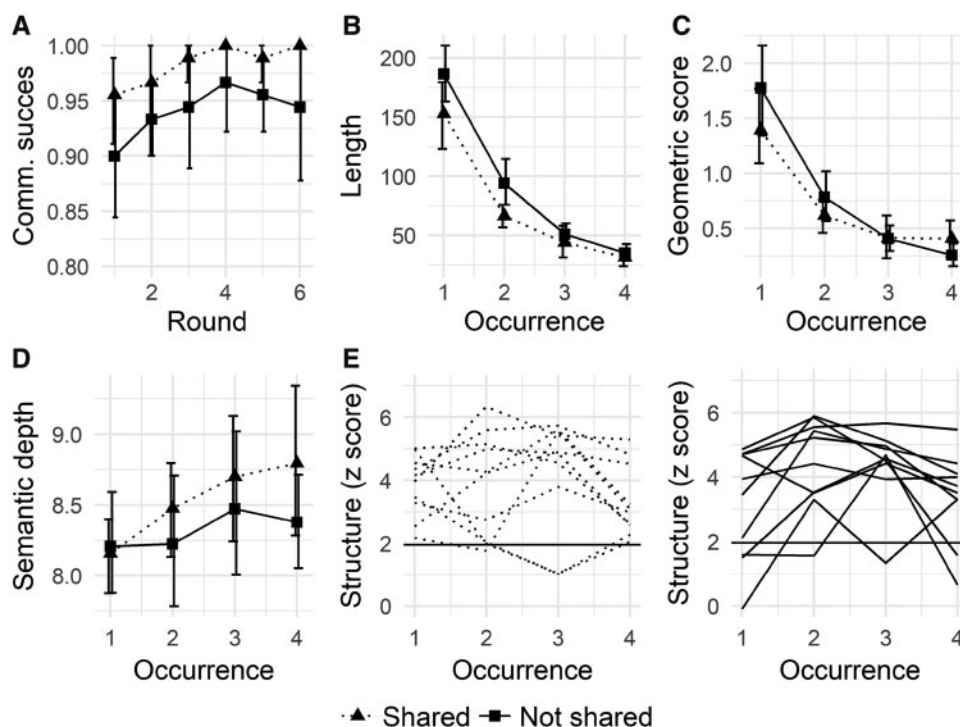 A
Comm. succes
1.00
0.95
0.90
0.85
0.80
2
4
6
Round
B
Length
200
150
100
50
1
2
3
4
Occurrence
C
Geometric score
2.0
1.5
1.0
0.5
1
2
3
4
Occurrence
D
Semantic depth
9.0
8.5
8.0
1
2
3
4
Occurrence
E
Structure (z score)
6
4
2
0
1
2
3
4
Occurrence
Structure (z score)
6
4
2
0
1
2
3
4
Occurrence
Shared
Not shared